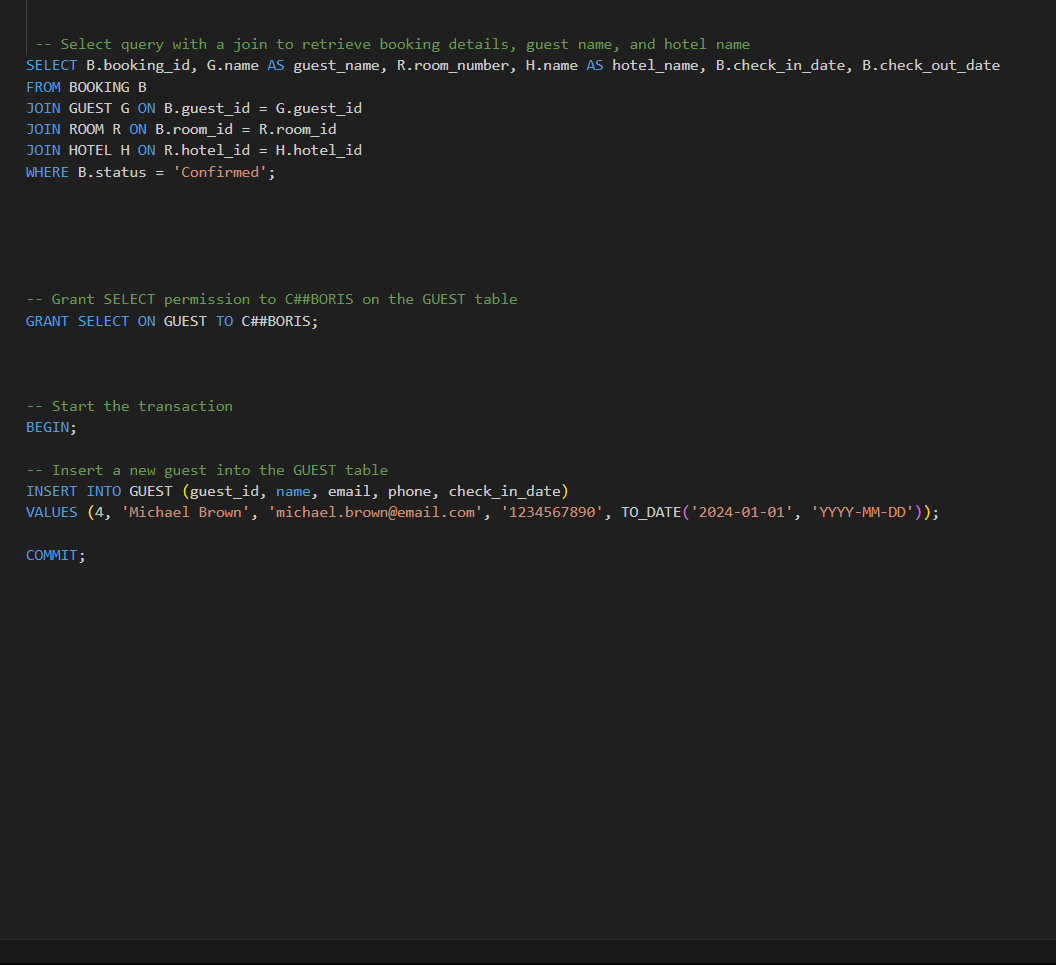 -- Select query with a join to retrieve booking details, guest name, and hotel name
SELECT B.booking_id, G.name AS guest_name, R.room_number, H.name AS hotel_name, B.check_in_date, B.check_out_date
FROM BOOKING B
JOIN GUEST G ON B.guest_id = G.guest_id
JOIN ROOM R ON B.room_id = R.room_id
JOIN HOTEL H ON R.hotel_id = H.hotel_id
WHERE B.status = 'Confirmed';
-- Grant SELECT permission to C##BORIS on the GUEST table
GRANT SELECT ON GUEST TO C##BORIS;
-- Start the transaction
BEGIN;
-- Insert a new guest into the GUEST table
INSERT INTO GUEST (guest_id, name, email, phone, check_in_date)
VALUES (4, 'Michael Brown', 'michael.brown@email.com', '1234567890', TO_DATE('2024-01-01', 'YYYY-MM-DD'));
COMMIT;